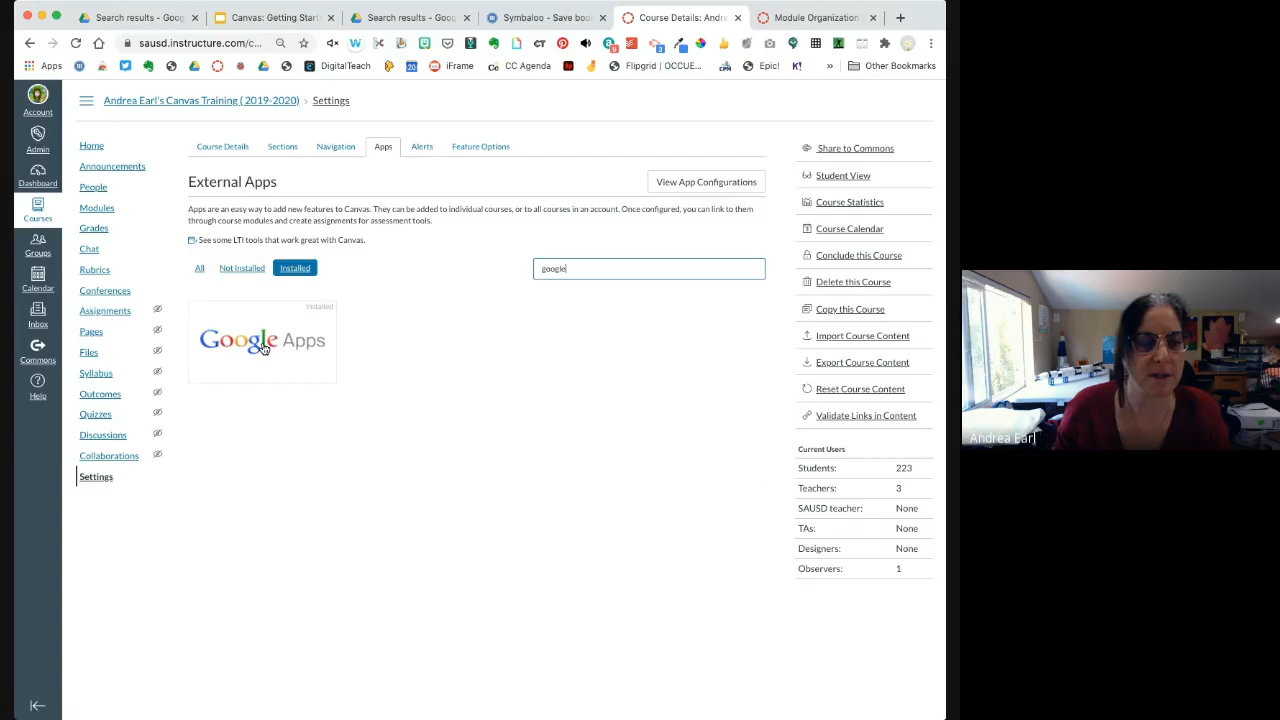 Search results - Goog
Canvas: Getting Start
Search results - Goog
Symbaloo - Save book
Course Details: Andre
Module Organization
sausd.instructure.com/c...
Apps
DigitalTeach
iFrame
CC Agenda
Flipgrid | OCCUE...
Epic!
Other Bookmarks
Account
Admin
Dashboard
Courses
Groups
Calendar
Inbox
Commons
Help
Andrea Earl's Canvas Training ( 2019-2020) › Settings
Home
Announcements
People
Modules
Grades
Chat
Rubrics
Conferences
Assignments
Pages
Files
Syllabus
Outcomes
Quizzes
Discussions
Collaborations
Settings
Course Details Sections Navigation Apps Alerts Feature Options
External Apps
View App Configurations
Apps are an easy way to add new features to Canvas. They can be added to individual courses, or to all courses in an account. Once configured, you can link to them
through course modules and create assignments for assessment tools.
See some LTI tools that work great with Canvas.
All Not Installed Installed
google
Installed
Google Apps
Share to Commons
Student View
Course Statistics
Course Calendar
Conclude this Course
Delete this Course
Copy this Course
Import Course Content
Export Course Content
Reset Course Content
Validate Links in Content
Current Users
Students: 223
Teachers: 3
SAUSD teacher: None
TAs: None
Designers: None
Observers: 1
Andrea Earl